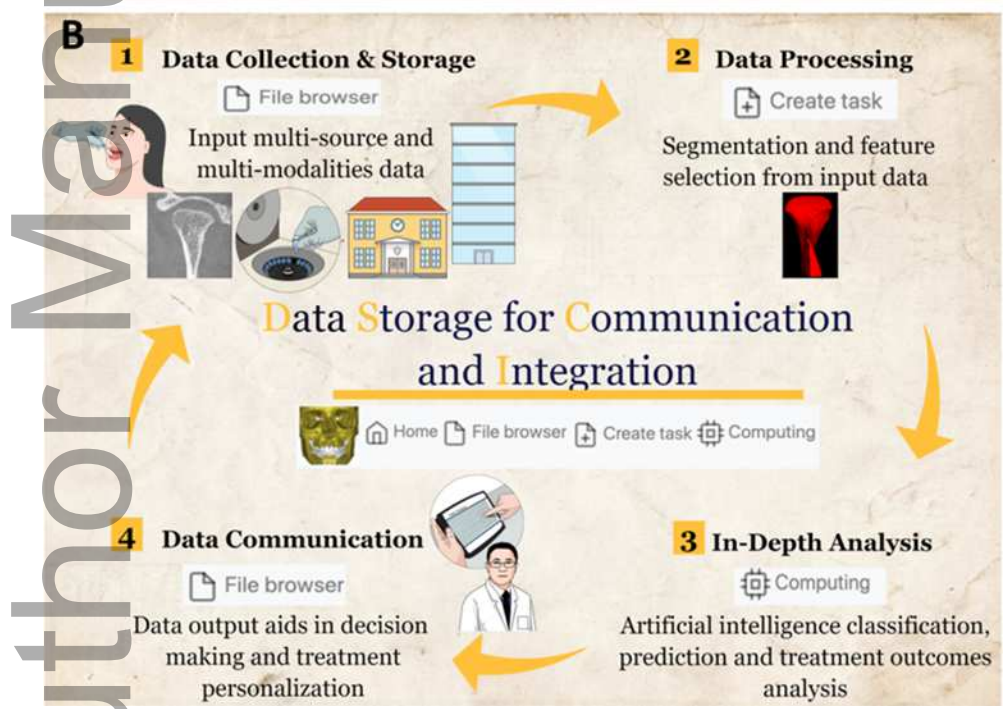 B
1 Data Collection & Storage
File browser
Input multi-source and
multi-modalities data
2 Data Processing
Create task
Segmentation and feature
selection from input data
Data Storage for Communication
and Integration
Home File browser Create task Computing
4 Data Communication
File browser
Data output aids in decision
making and treatment
personalization
3 In-Depth Analysis
Computing
Artificial intelligence classification,
prediction and treatment outcomes
analysis